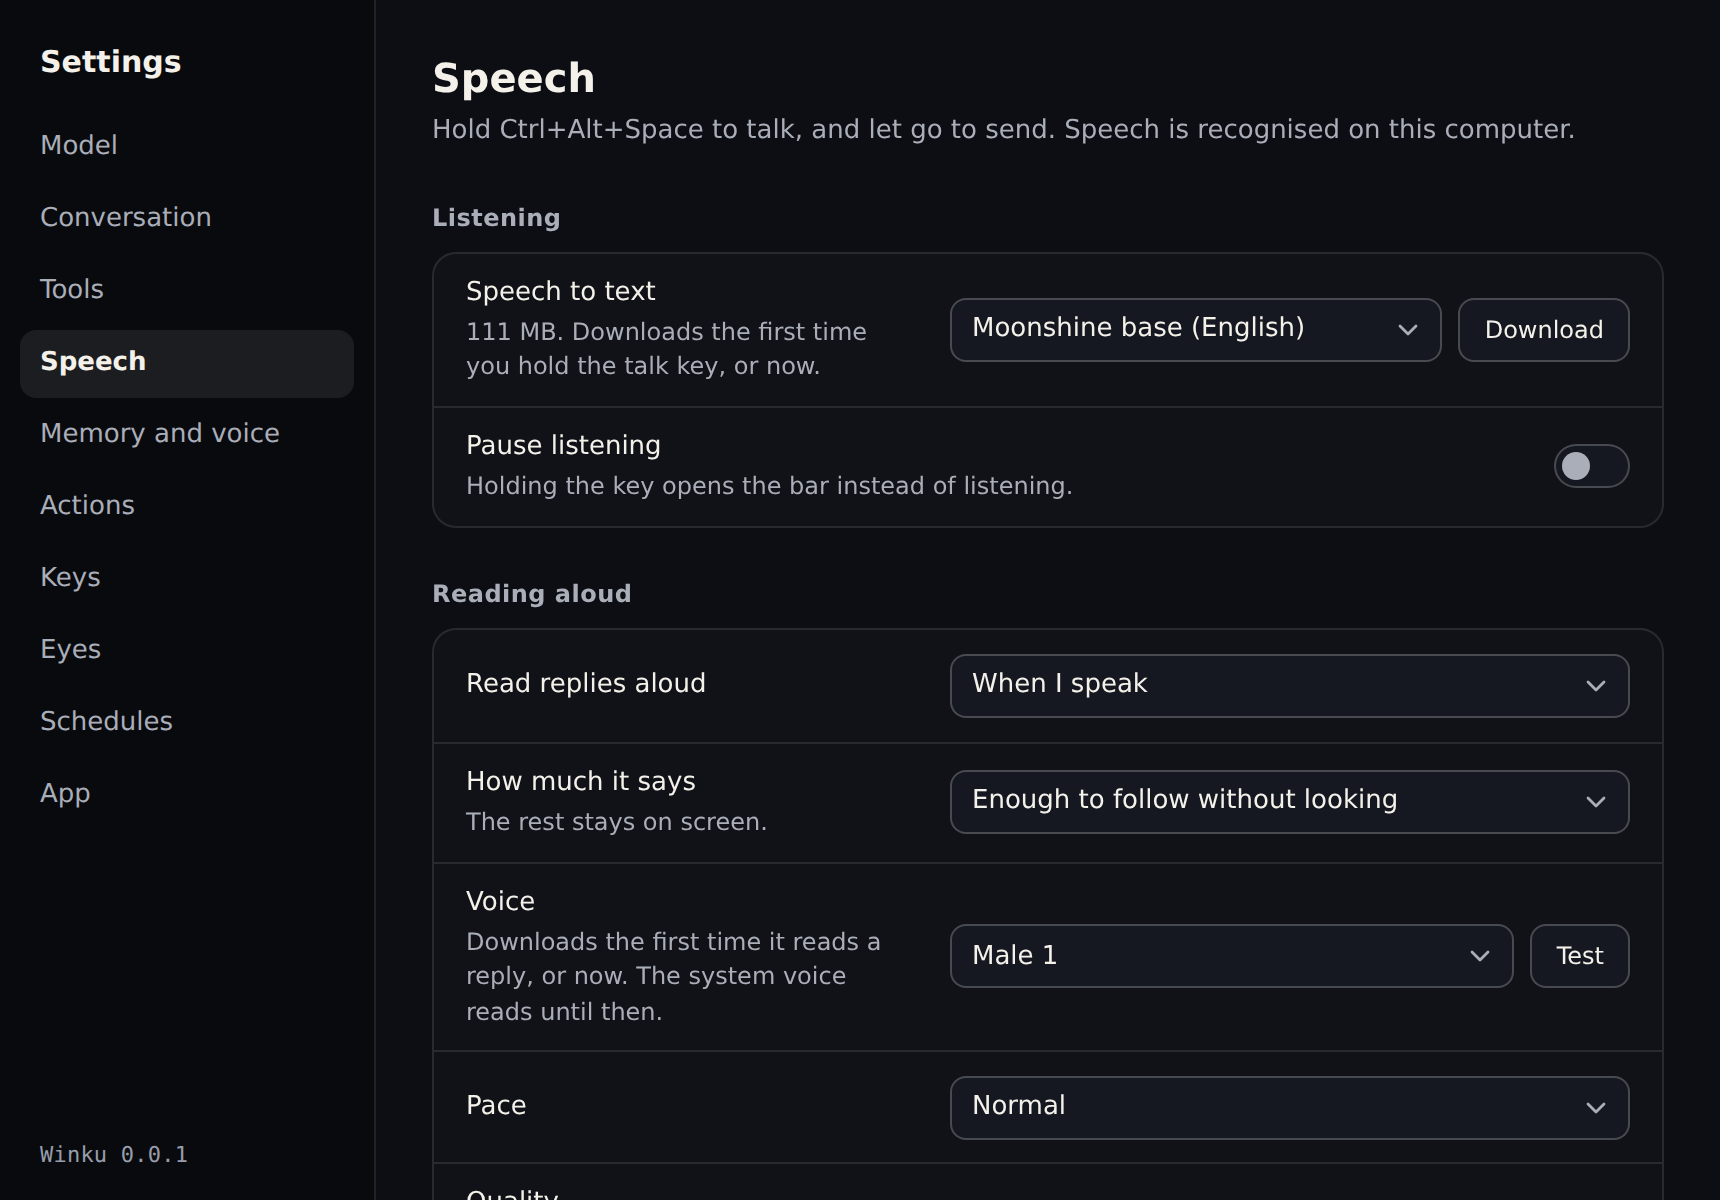 Settings
Model
Conversation
Tools
Speech
Memory and voice
Actions
Keys
Eyes
Schedules
App
Winku 0.0.1
Speech
Hold Ctrl+Alt+Space to talk, and let go to send. Speech is recognised on this computer.
Listening
Speech to text
111 MB. Downloads the first time
you hold the talk key, or now.
Moonshine base (English)
Download
Pause listening
Holding the key opens the bar instead of listening.
Reading aloud
Read replies aloud
When I speak
How much it says
The rest stays on screen.
Enough to follow without looking
Voice
Downloads the first time it reads a
reply, or now. The system voice
reads until then.
Male 1
Test
Pace
Normal
Quality